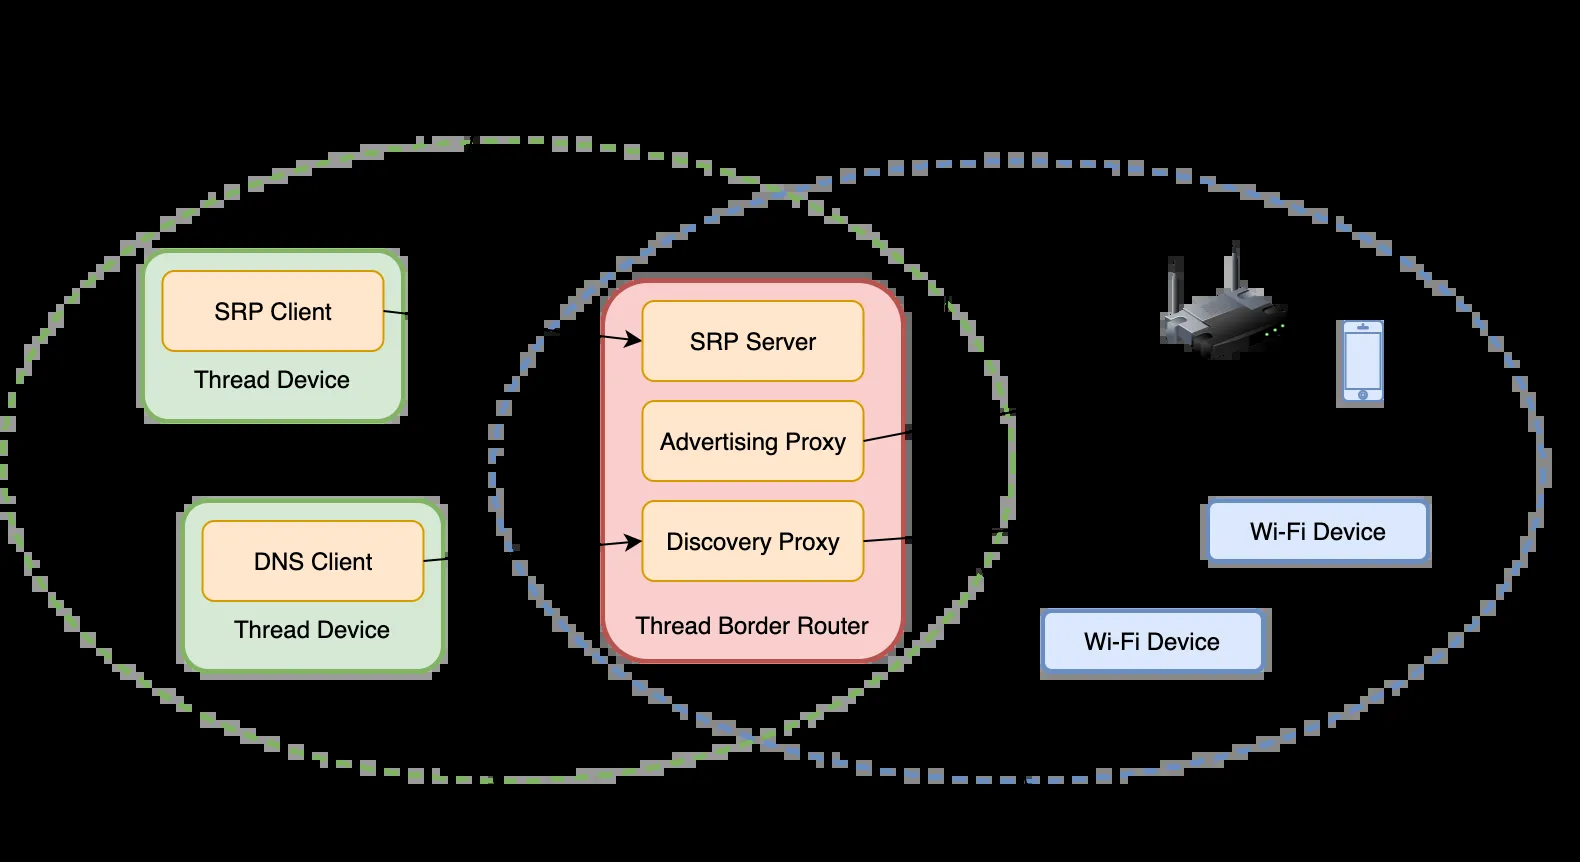 SRP Client
Thread Device
DNS Client
Thread Device
SRP Server
Advertising Proxy
Discovery Proxy
Thread Border Router
Wi-Fi Device
Wi-Fi Device